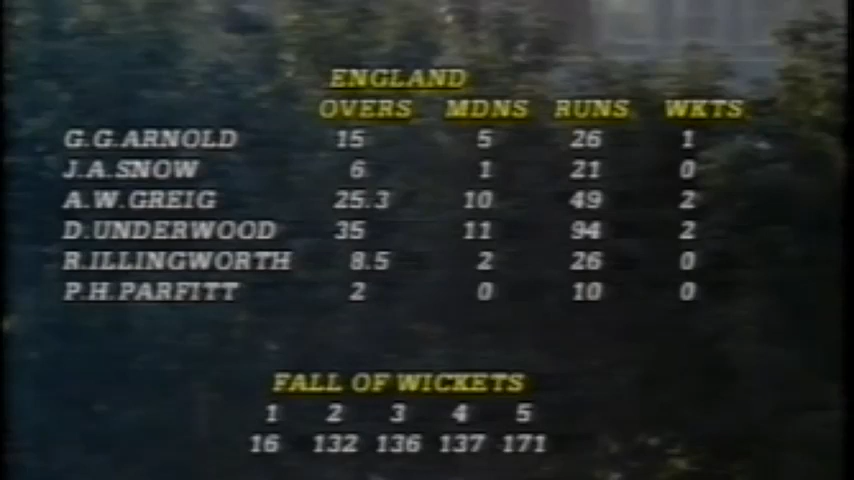 ENGLAND
OVERS MDNS RUNS WKTS
G.G.ARNOLD 15 5 26 1
J.A.SNOW 6 1 21 0
A.W.GREIG 25.3 10 49 2
D.UNDERWOOD 35 11 94 2
R.ILLINGWORTH 8.5 2 26 0
P.H.PARFITT 2 0 10 0
FALL OF WICKETS
1 2 3 4 5
16 132 136 137 171